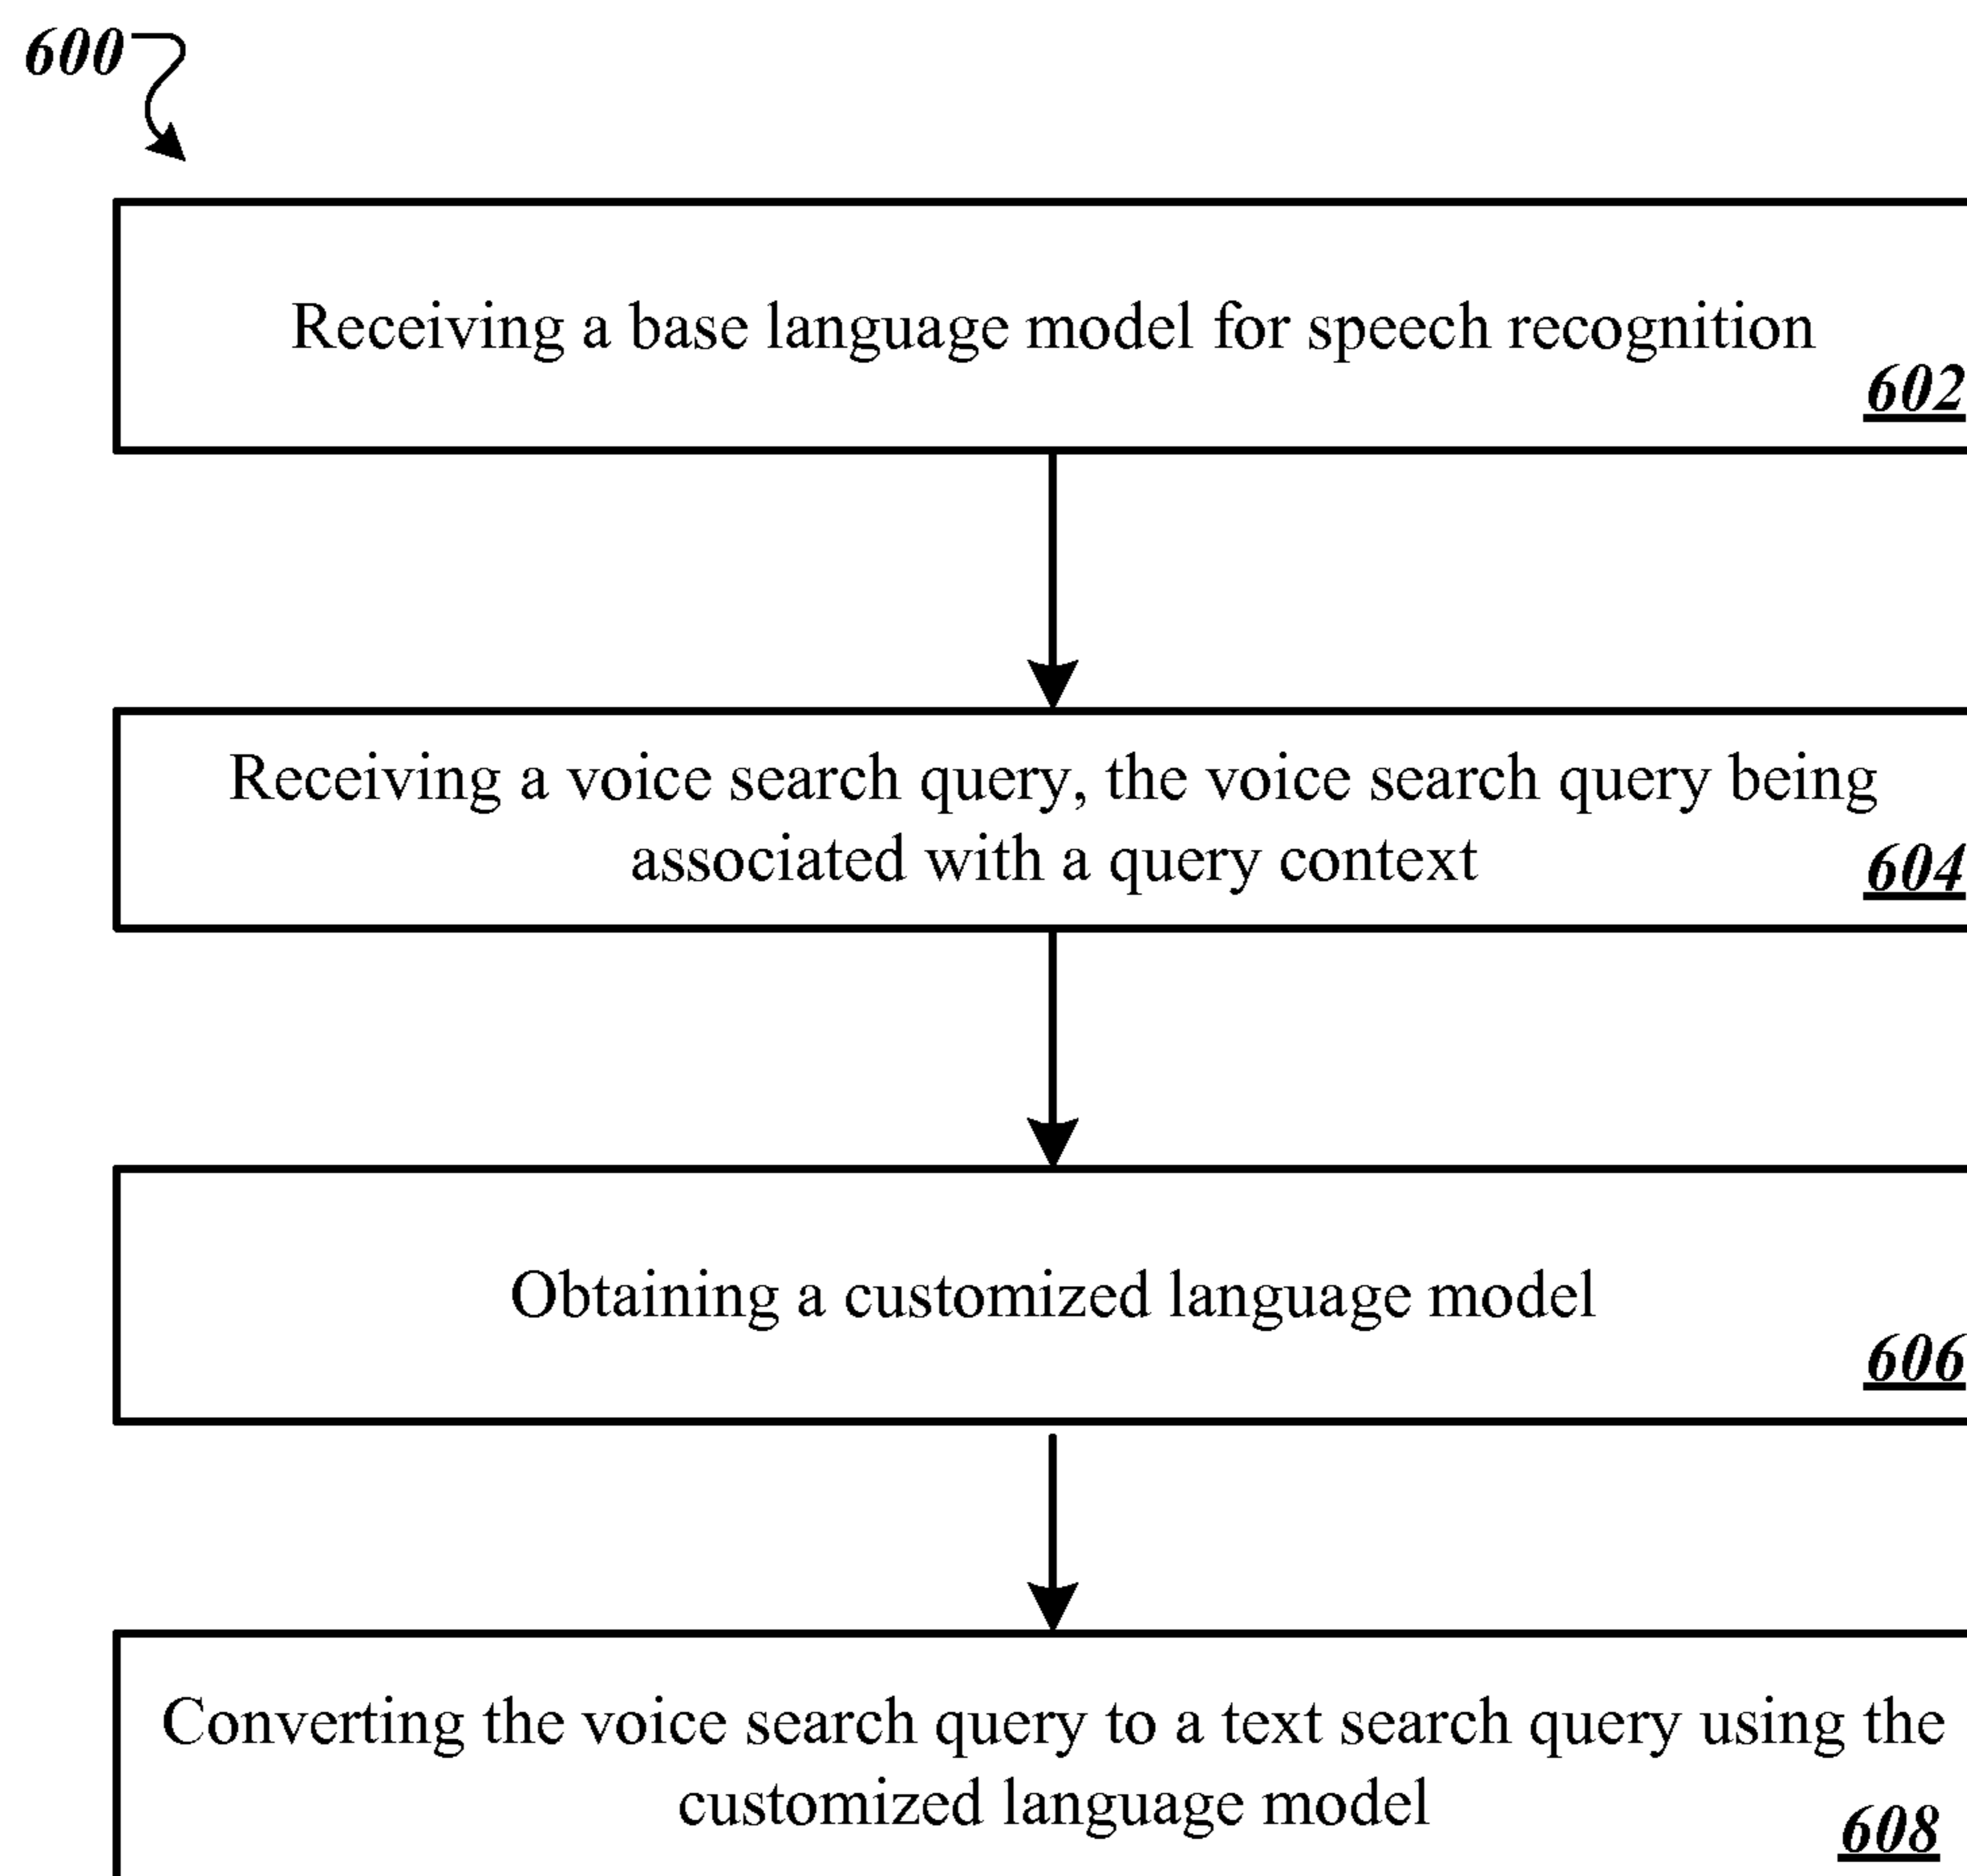 600
Receiving a base language model for speech recognition
602
Receiving a voice search query, the voice search query being
associated with a query context
604
Obtaining a customized language model
606
Converting the voice search query to a text search query using the
customized language model
608